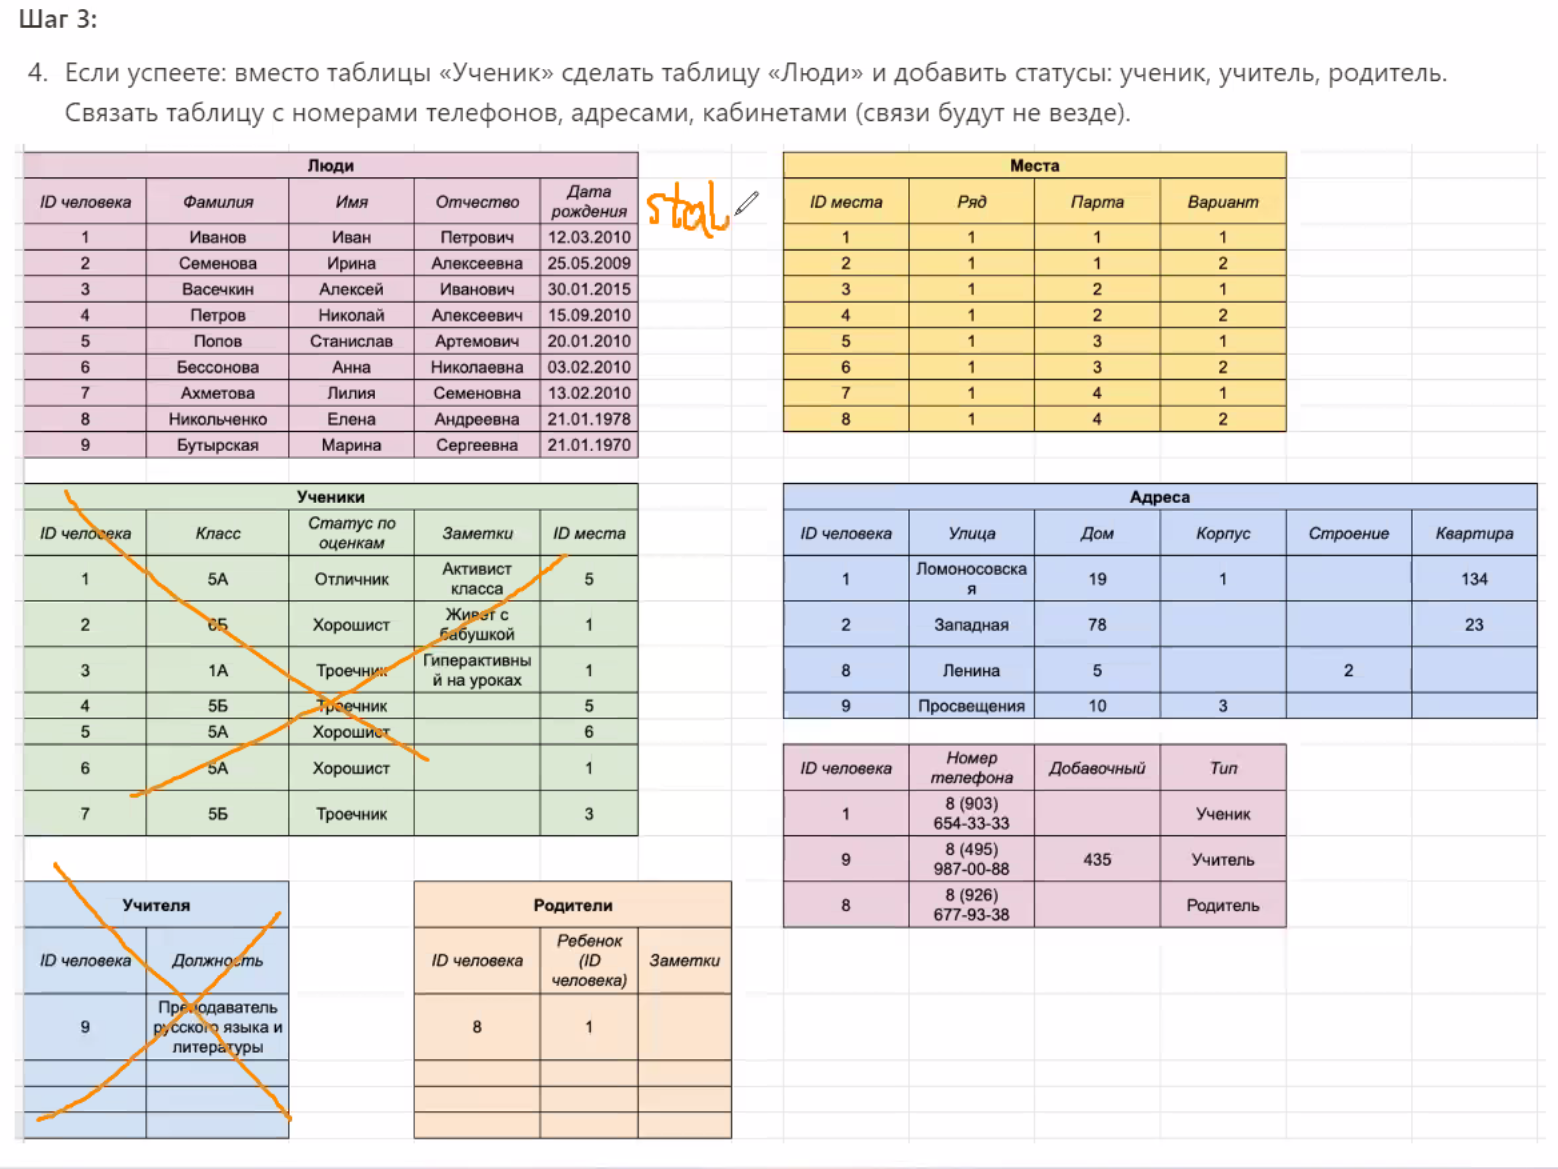 Шаг 3:
4. Если успеете: вместо таблицы «Ученик» сделать таблицу «Люди» и добавить статусы: ученик, учитель, родитель.
Связать таблицу с номерами телефонов, адресами, кабинетами (связи будут не везде).
Люди
ID человека Фамилия Имя Отчество Дата рождения
1 Иванов Иван Петрович 12.03.2010
2 Семенова Ирина Алексеевна 25.05.2009
3 Васечкин Алексей Иванович 30.01.2015
4 Петров Николай Алексеевич 15.09.2010
5 Попов Станислав Артемович 20.01.2010
6 Бессонова Анна Николаевна 03.02.2010
7 Ахметова Лилия Семеновна 13.02.2010
8 Никольченко Елена Андреевна 21.01.1978
9 Бутырская Марина Сергеевна 21.01.1970
Места
ID места Ряд Парта Вариант
1 1 1 1
2 1 1 2
3 1 2 1
4 1 2 2
5 1 3 1
6 1 3 2
7 1 4 1
8 1 4 2
Ученики
ID человека Класс Статус по оценкам Заметки ID места
1 5А Отличник Активист класса 5
2 6Б Хорошист Живет с бабушкой 1
3 1А Троечник Гиперактивны й на уроках 1
4 5Б Троечник 5
5 5А Хорошист 6
6 5А Хорошист 1
7 5Б Троечник 3
Адреса
ID человека Улица Дом Корпус Строение Квартира
1 Ломоносовска я 19 1 134
2 Западная 78 23
8 Ленина 5 2
9 Просвещения 10 3
ID человека Номер телефона Добавочный Тип
1 8 (903) 654-33-33 Ученик
9 8 (495) 987-00-88 435 Учитель
8 8 (926) 677-93-38 Родитель
Учителя
ID человека Должность
9 Преподаватель русского языка и литературы
Родители
ID человека Ребенок (ID человека) Заметки
8 1